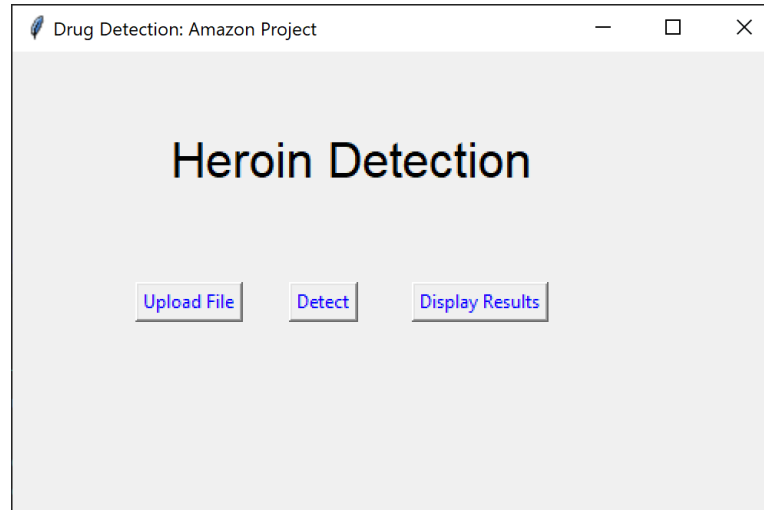 Drug Detection: Amazon Project
Heroin Detection
Upload File Detect Display Results